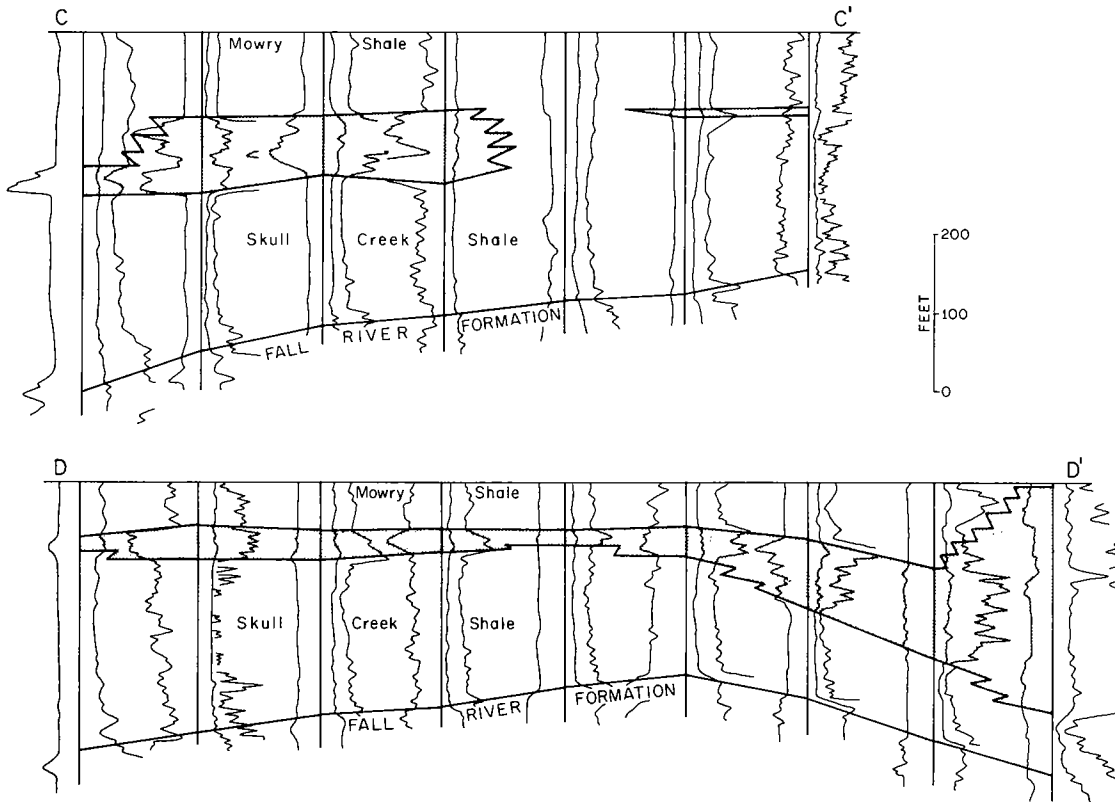 C C'
Mowry Shale
Skull Creek Shale
FALL RIVER FORMATION
200
100
0
FEET
D D'
Mowry Shale
Skull Creek Shale
FALL RIVER FORMATION